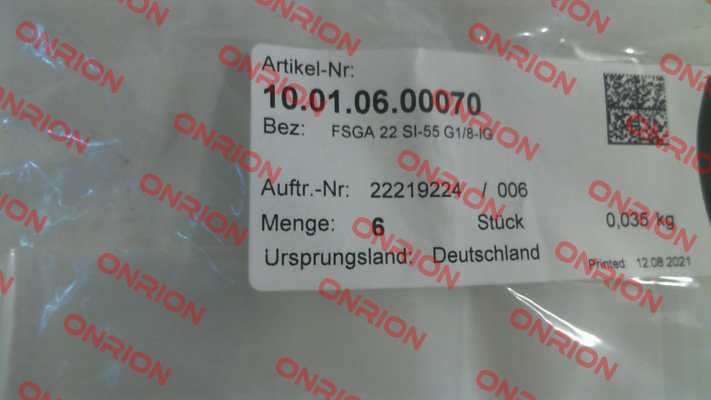 Artikel-Nr:
10.01.06.00070
Bez: FSGA 22 SI-55 G1/8-IG
Auftr.-Nr: 22219224 / 006
Menge: 6 Stück 0,035 kg
Ursprungsland: Deutschland
Printed: 12.08.2021
ONRION